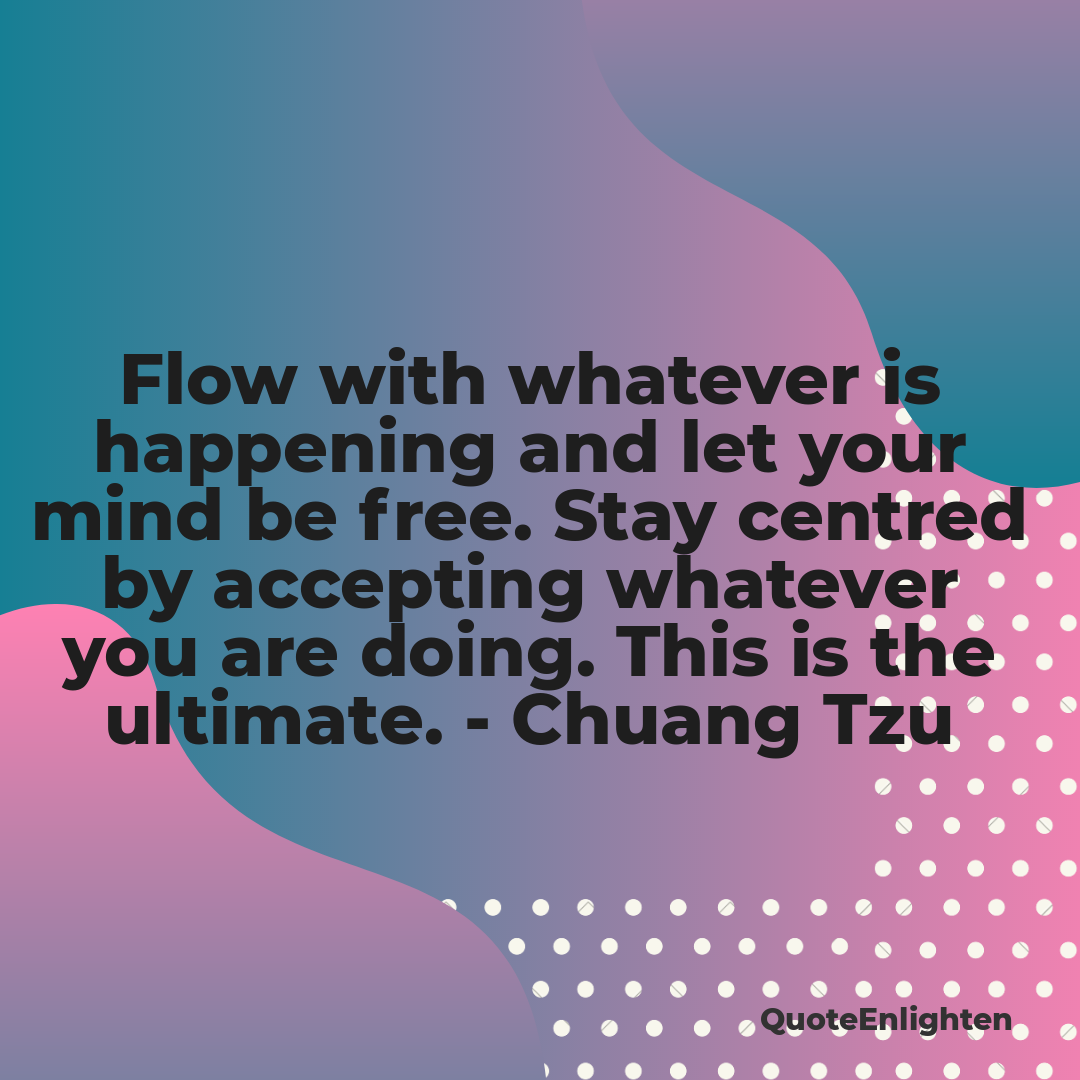 Flow with whatever is
happening and let your
mind be free. Stay centred
by accepting whatever
you are doing. This is the
ultimate. - Chuang Tzu
QuoteEnlighten